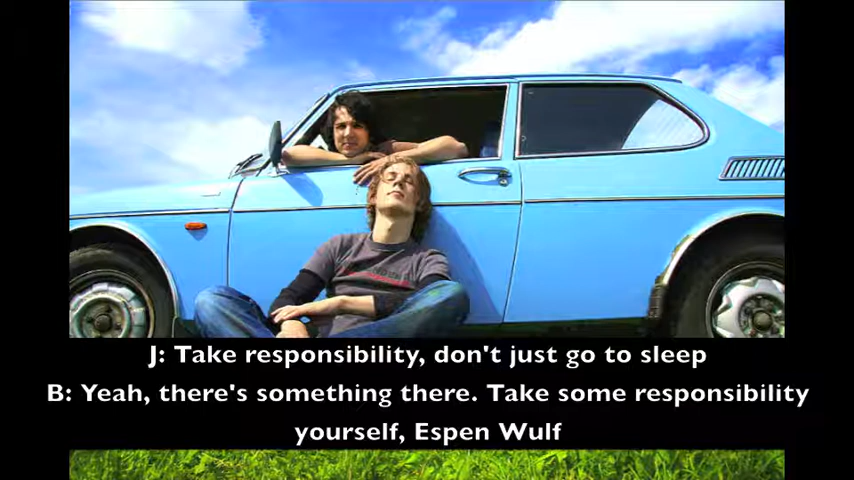 J: Take responsibility, don't just go to sleep
B: Yeah, there's something there. Take some responsibility
yourself, Espen Wulf